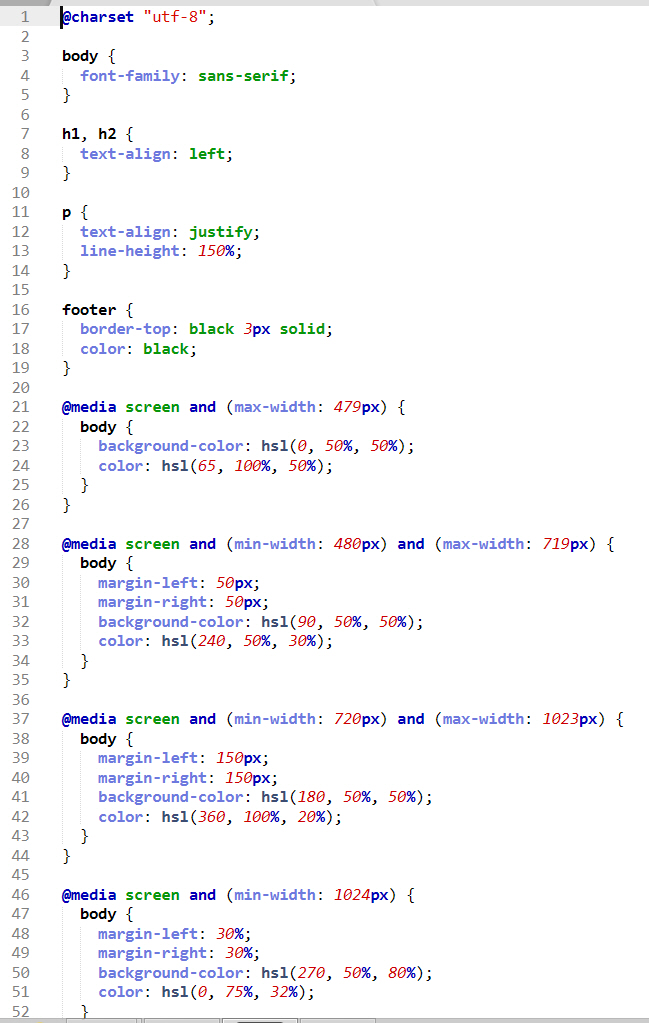 1 @charset "utf-8";
2
3 body {
4   font-family: sans-serif;
5 }
6
7 h1, h2 {
8   text-align: left;
9 }
10
11 p {
12   text-align: justify;
13   line-height: 150%;
14 }
15
16 footer {
17   border-top: black 3px solid;
18   color: black;
19 }
20
21 @media screen and (max-width: 479px) {
22   body {
23     background-color: hsl(0, 50%, 50%);
24     color: hsl(65, 100%, 50%);
25   }
26 }
27
28 @media screen and (min-width: 480px) and (max-width: 719px) {
29   body {
30     margin-left: 50px;
31     margin-right: 50px;
32     background-color: hsl(90, 50%, 50%);
33     color: hsl(240, 50%, 30%);
34   }
35 }
36
37 @media screen and (min-width: 720px) and (max-width: 1023px) {
38   body {
39     margin-left: 150px;
40     margin-right: 150px;
41     background-color: hsl(180, 50%, 50%);
42     color: hsl(360, 100%, 20%);
43   }
44 }
45
46 @media screen and (min-width: 1024px) {
47   body {
48     margin-left: 30%;
49     margin-right: 30%;
50     background-color: hsl(270, 50%, 80%);
51     color: hsl(0, 75%, 32%);
52   }